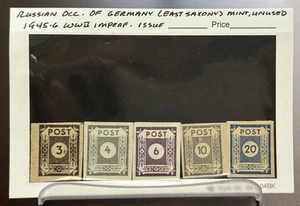 RUSSIAN OCC. OF GERMANY (EAST SAXONY) MINT, UNUSED
1945-6 WWII IMPERF. ISSUE Price
POST POST POST POST POST
3 4 6 10 20
04BK